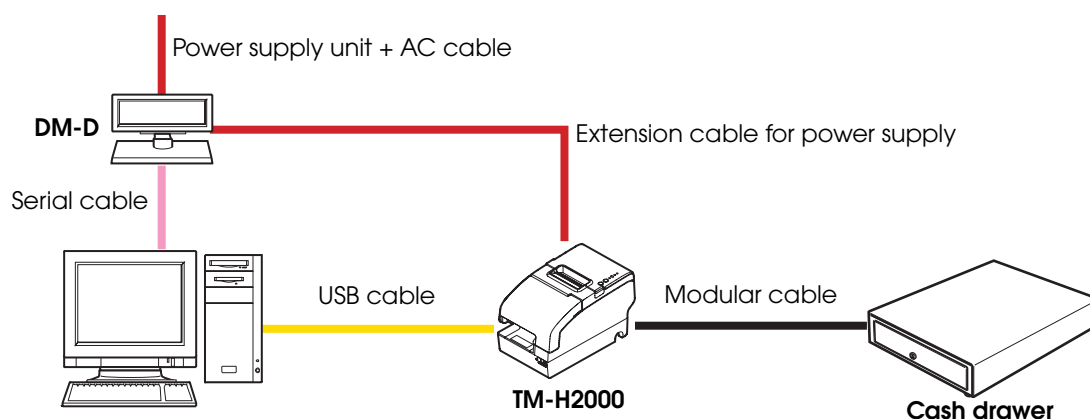 Power supply unit + AC cable
DM-D
Extension cable for power supply
Serial cable
USB cable
Modular cable
TM-H2000
Cash drawer